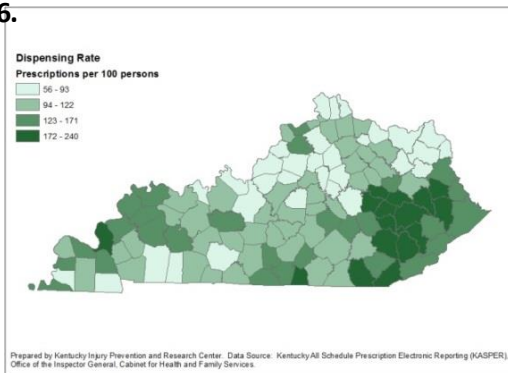 6.
Dispensing Rate
Prescriptions per 100 persons
56 - 93
94 - 122
123 - 171
172 - 240
Prepared by Kentucky Injury Prevention and Research Center. Data Source: Kentucky All Schedule Prescription Electronic Reporting (KASPER),
Office of the Inspector General, Cabinet for Health and Family Services.